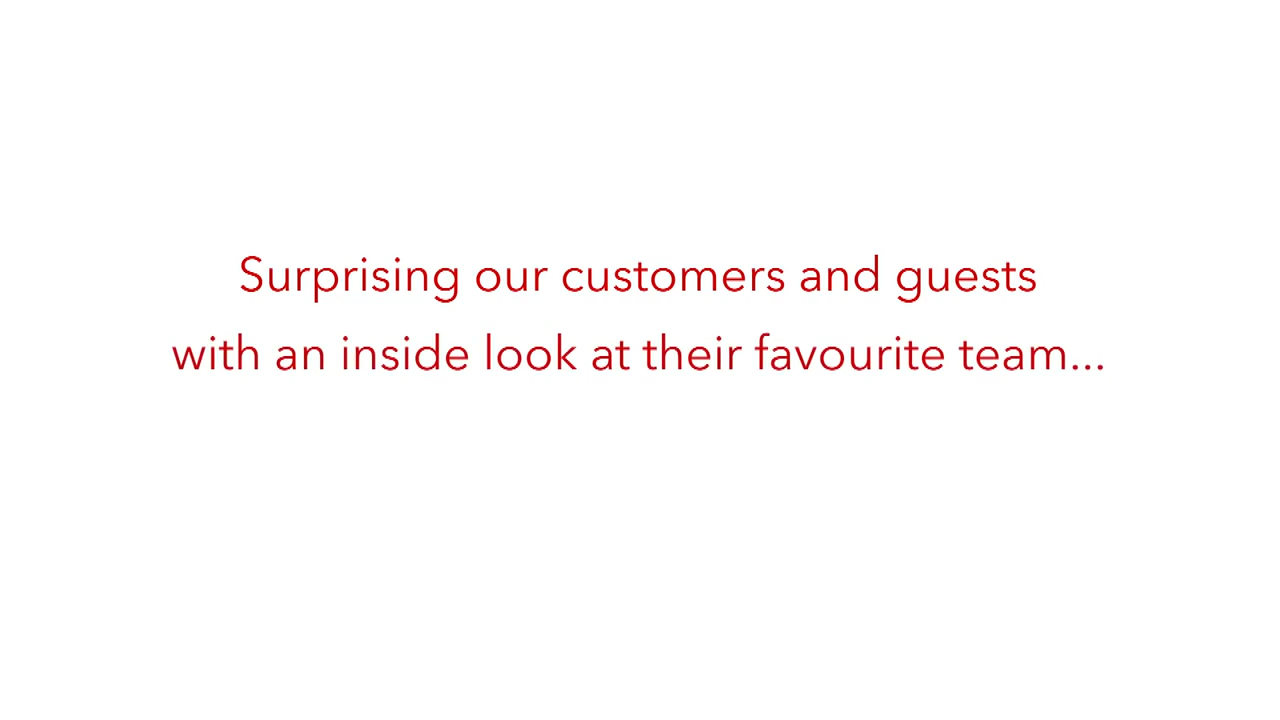 Surprising our customers and guests
with an inside look at their favourite team...